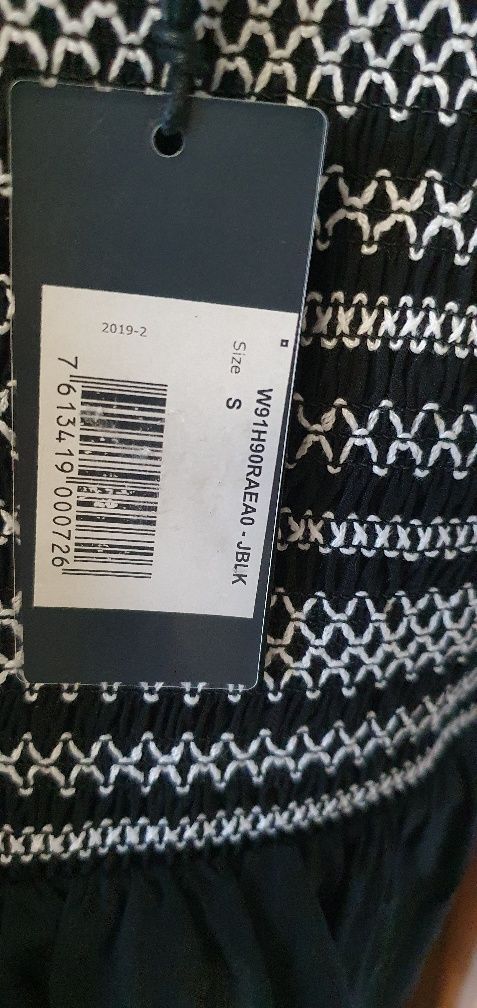 W91H90RAEA0 - JBLK
Size S
2019-2
7 613419 000726